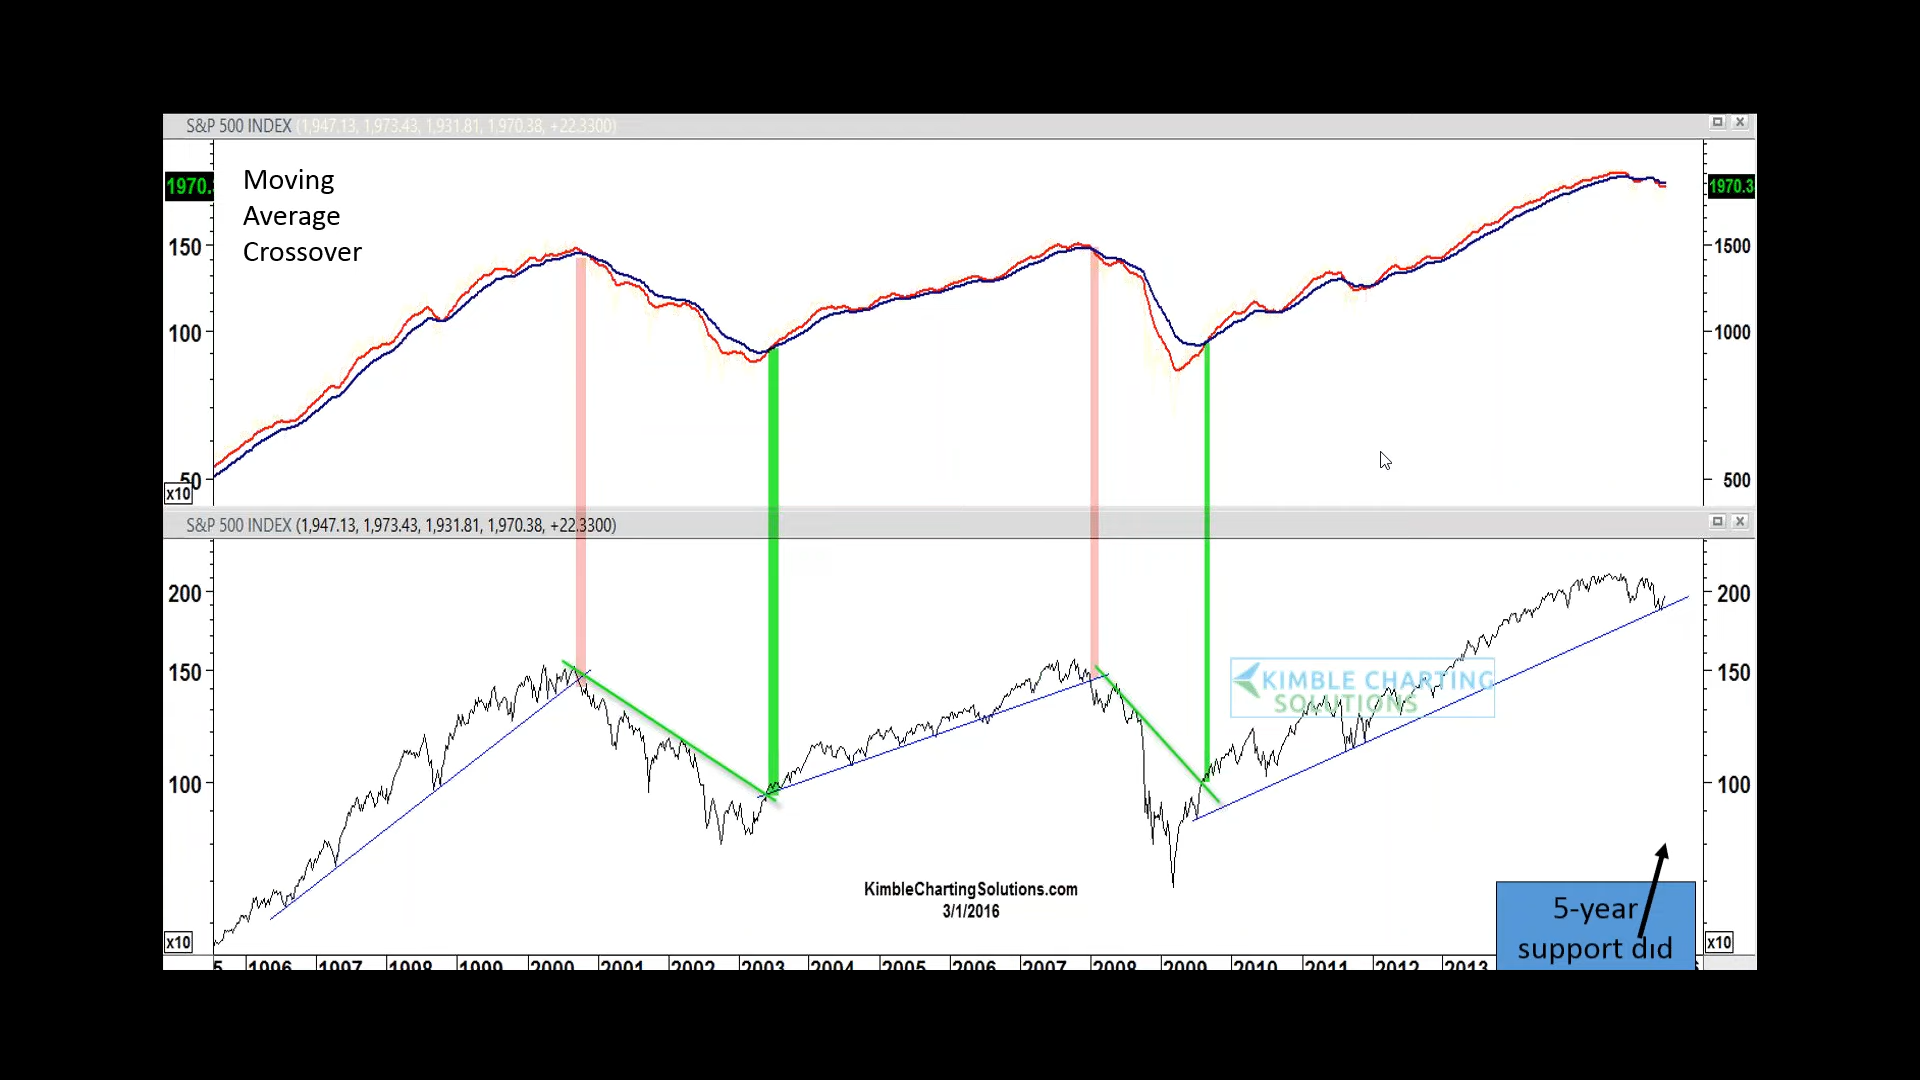 S&P 500 INDEX (1,947.13, 1,973.43, 1,931.81, 1,970.38, +22.3300)
Moving
Average
Crossover
1970.
1970.3
150
1500
100
1000
50
500
x10
S&P 500 INDEX (1,947.13, 1,973.43, 1,931.81, 1,970.38, +22.3300)
200
200
150
150
KIMBLE CHARTING
SOLUTIONS
100
100
KimbleChartingSolutions.com
3/1/2016
5-year
support did
x10
x10
5 1996 1997 1998 1999 2000 2001 2002 2003 2004 2005 2006 2007 2008 2009 2010 2011 2012 2013